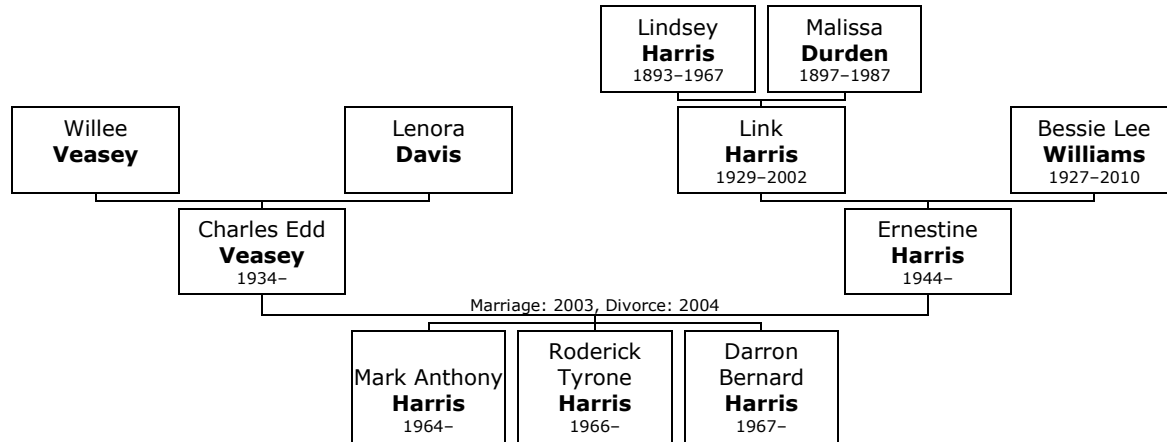 Lindsey
Harris
1893–1967
Malissa
Durden
1897–1987
Willee
Veasey
Lenora
Davis
Link
Harris
1929–2002
Bessie Lee
Williams
1927–2010
Charles Edd
Veasey
1934–
Ernestine
Harris
1944–
Marriage: 2003, Divorce: 2004
Mark Anthony
Harris
1964–
Roderick
Tyrone
Harris
1966–
Darron
Bernard
Harris
1967–